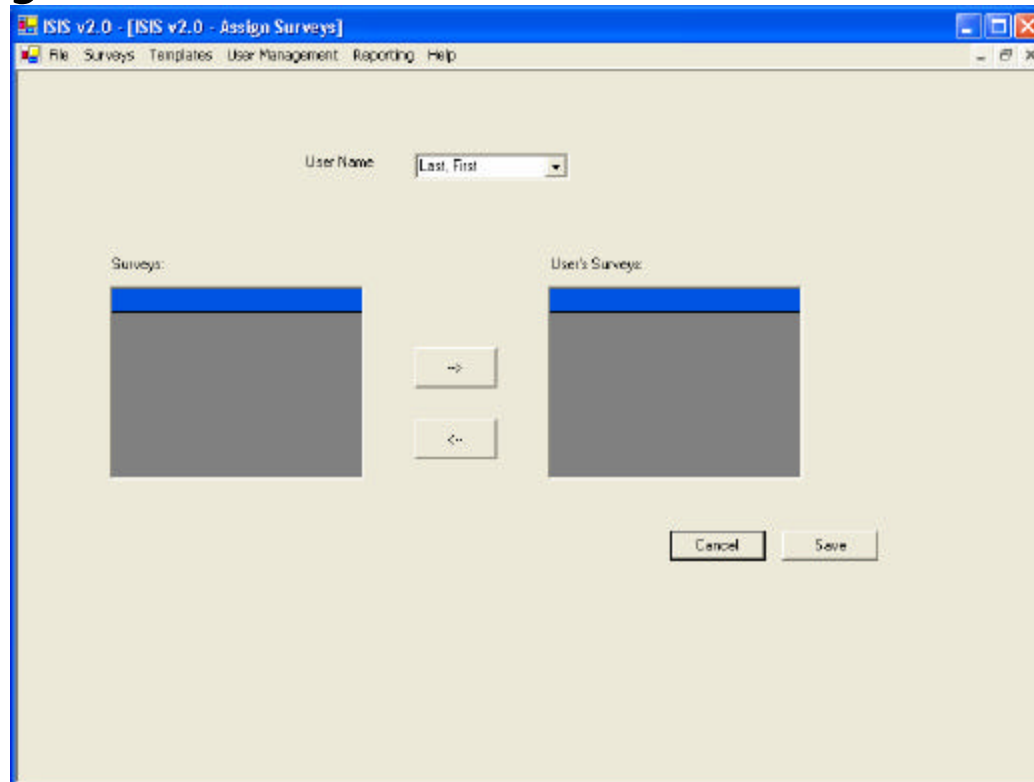 ISIS v2.0 - [ISIS v2.0 - Assign Surveys]
File Surveys Templates User Management Reporting Help
User Name Last, First
Surveys: User's Surveys:
-->
<--
Cancel Save